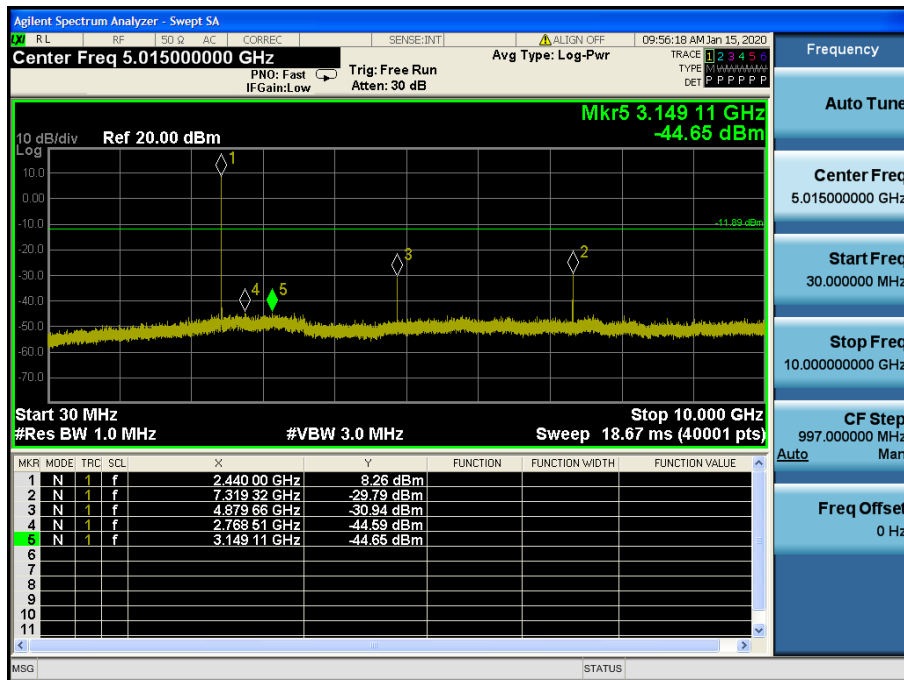 Agilent Spectrum Analyzer - Swept SA
LXI RL RF 50 Ω AC CORREC SENSE:INT ALIGN OFF 09:56:18 AM Jan 15, 2020
Center Freq 5.015000000 GHz
PNO: Fast
IFGain:Low
Trig: Free Run
Atten: 30 dB
Avg Type: Log-Pwr
TRACE 1 2 3 4 5 6
TYPE M W W W W W
DET P P P P P P
Mkr5 3.149 11 GHz
-44.65 dBm
10 dB/div Ref 20.00 dBm
Log
10.0
0.00
-10.0
-20.0
-30.0
-40.0
-50.0
-60.0
-70.0
1
-11.89 dBm
3
2
4
5
Start 30 MHz Stop 10.000 GHz
#Res BW 1.0 MHz #VBW 3.0 MHz Sweep 18.67 ms (40001 pts)
MKR MODE TRC SCL X Y FUNCTION FUNCTION WIDTH FUNCTION VALUE
1 N 1 f 2.440 00 GHz 8.26 dBm
2 N 1 f 7.319 32 GHz -29.79 dBm
3 N 1 f 4.879 66 GHz -30.94 dBm
4 N 1 f 2.768 51 GHz -44.59 dBm
5 N 1 f 3.149 11 GHz -44.65 dBm
6
7
8
9
10
11
MSG STATUS
Frequency
Auto Tune
Center Freq
5.015000000 GHz
Start Freq
30.000000 MHz
Stop Freq
10.000000000 GHz
CF Step
997.000000 MHz
Auto Man
Freq Offset
0 Hz